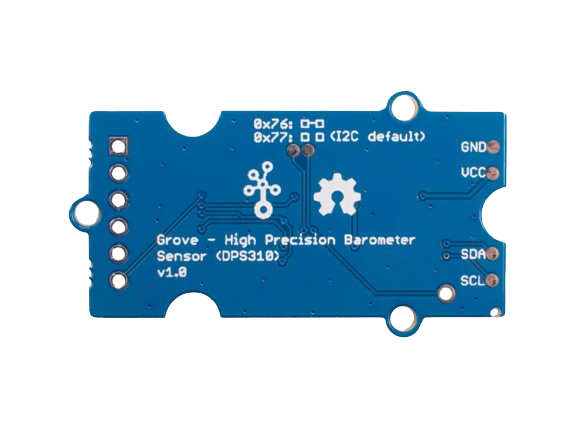 0x76:
0x77: (I2C default)
GND
VCC
Grove - High Precision Barometer
Sensor (DPS310)
v1.0
SDA
SCL